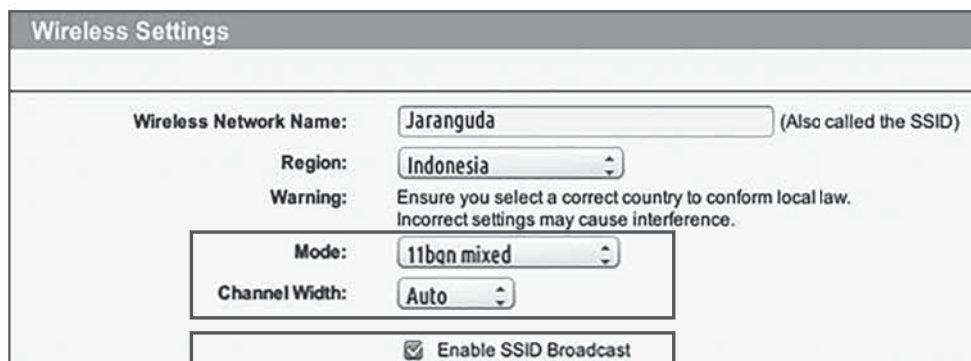 Wireless Settings
Wireless Network Name: Jaranguda (Also called the SSID)
Region: Indonesia
Warning: Ensure you select a correct country to conform local law.
Incorrect settings may cause interference.
Mode: 11bgn mixed
Channel Width: Auto
Enable SSID Broadcast